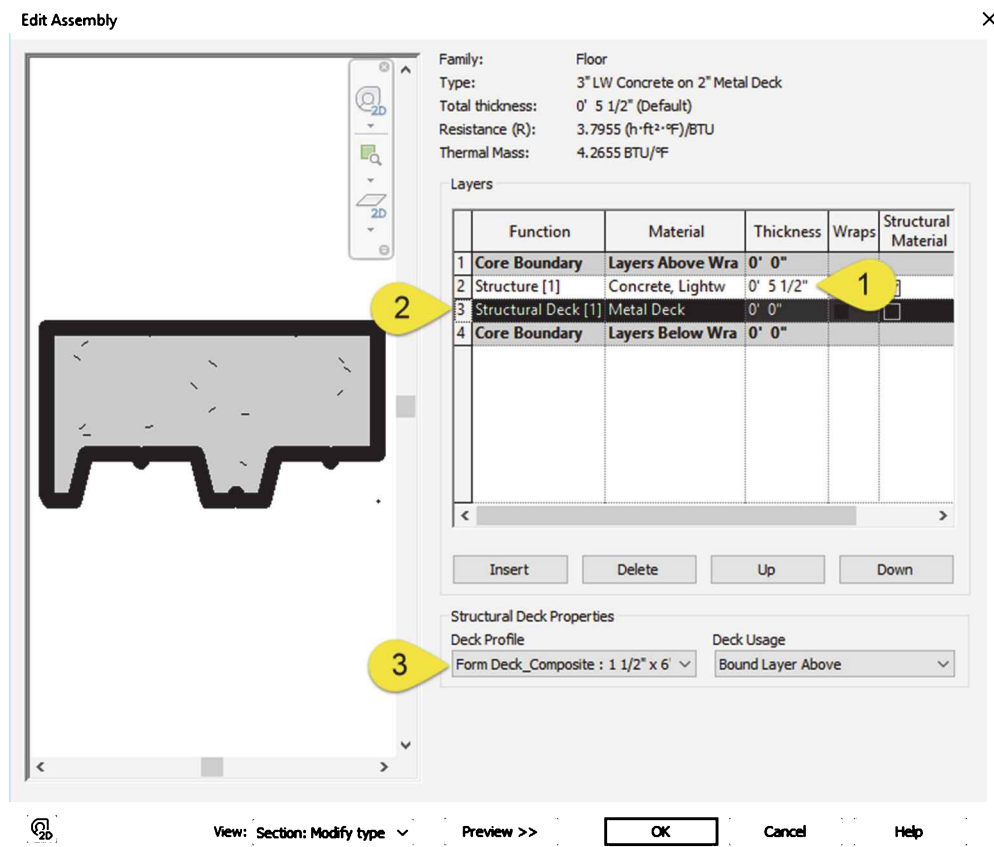 Edit Assembly
2D
2D
Family: Floor
Type: 3" LW Concrete on 2" Metal Deck
Total thickness: 0' 5 1/2" (Default)
Resistance (R): 3.7955 (h·ft²·°F)/BTU
Thermal Mass: 4.2655 BTU/°F
Layers
Function Material Thickness Wraps Structural Material
1 Core Boundary Layers Above Wra 0' 0"
2 Structure [1] Concrete, Lightw 0' 5 1/2" 1
2 3 Structural Deck [1] Metal Deck 0' 0"
4 Core Boundary Layers Below Wra 0' 0"
Insert Delete Up Down
Structural Deck Properties
Deck Profile Deck Usage
3 Form Deck_Composite : 1 1/2" x 6' Bound Layer Above
2D View: Section: Modify type Preview >> OK Cancel Help